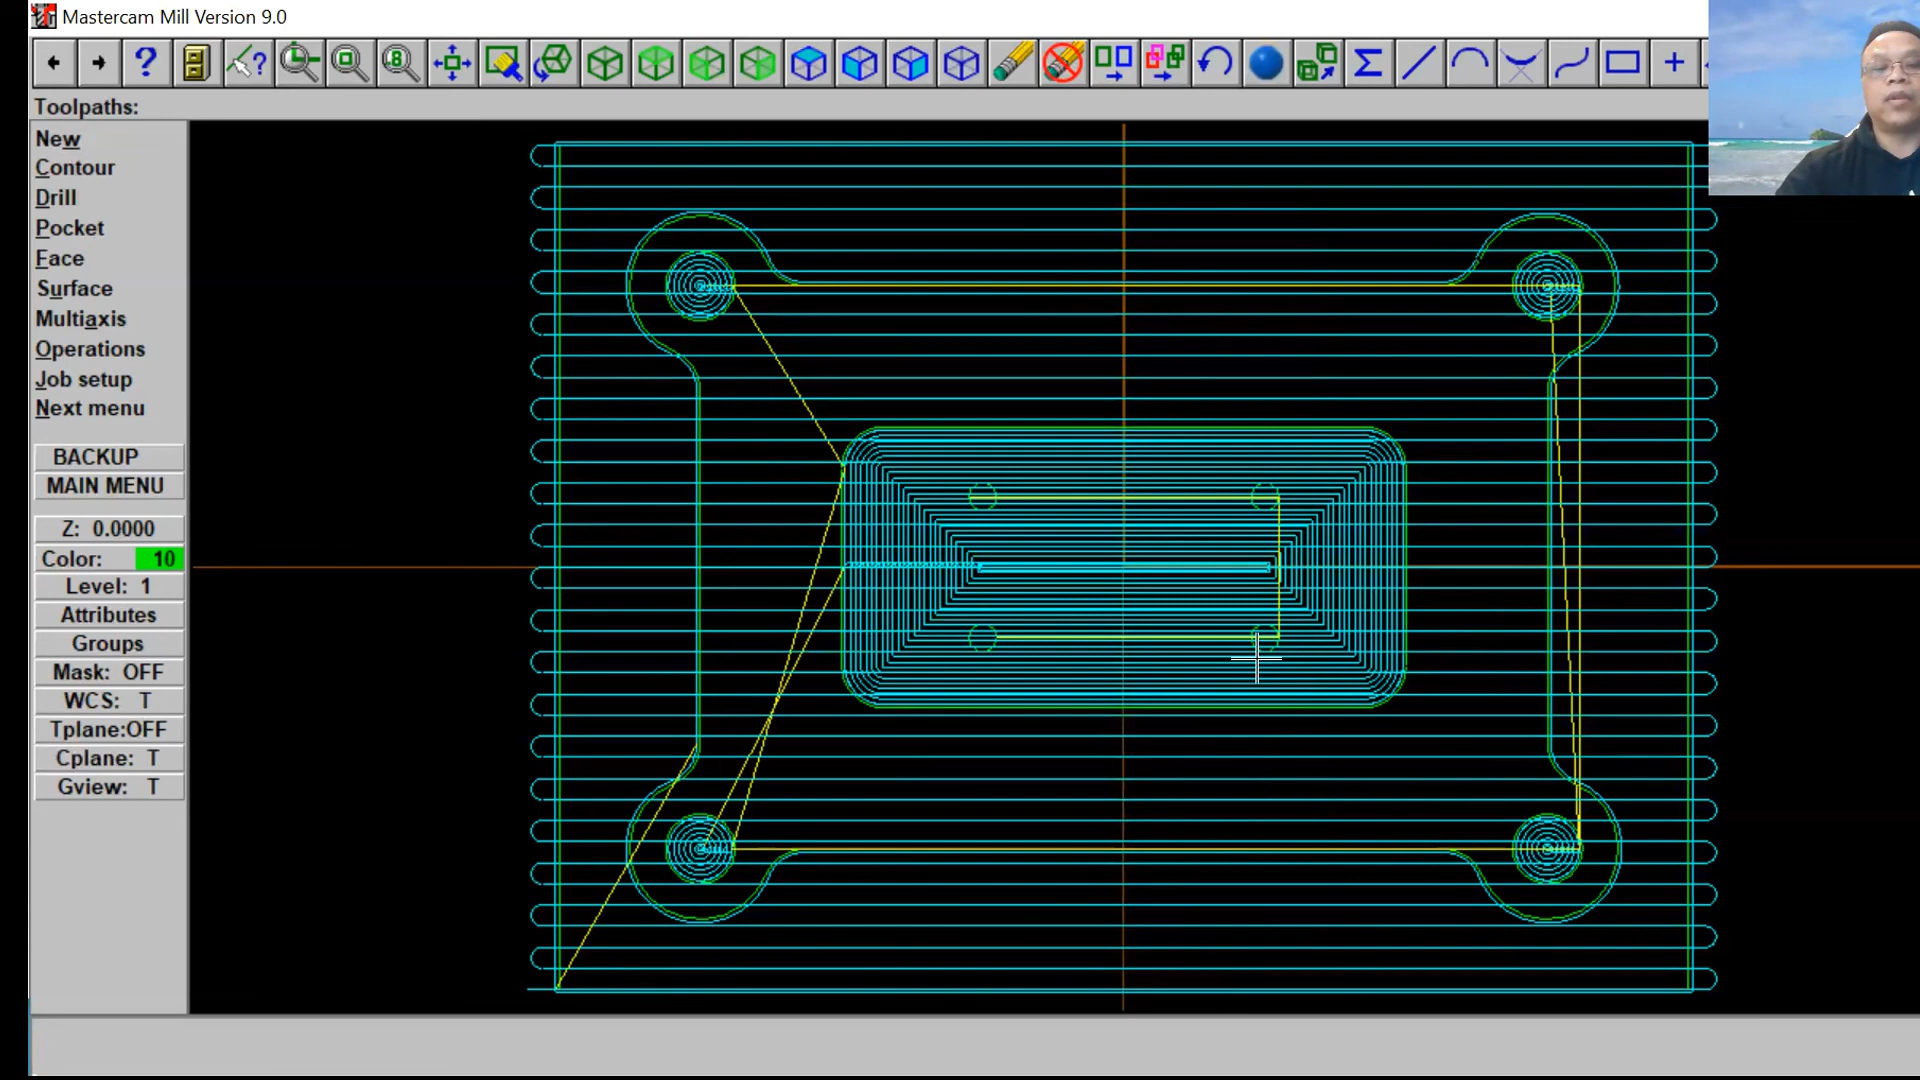 Mastercam Mill Version 9.0
?
?
8
Σ
Toolpaths:
New
Contour
Drill
Pocket
Face
Surface
Multiaxis
Operations
Job setup
Next menu
BACKUP
MAIN MENU
Z: 0.0000
Color: 10
Level: 1
Attributes
Groups
Mask: OFF
WCS: T
Tplane:OFF
Cplane: T
Gview: T